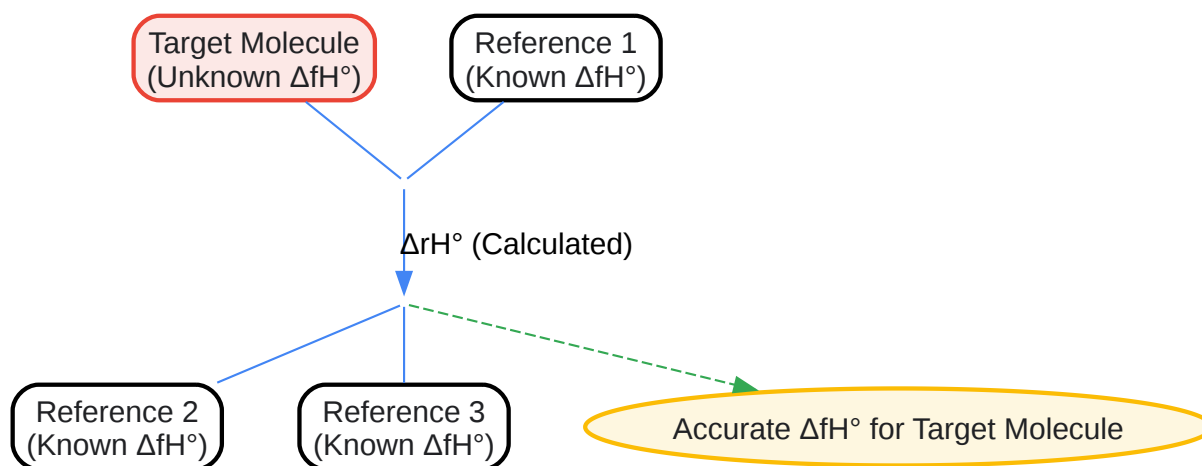 Target Molecule
(Unknown ΔfH°)
Reference 1
(Known ΔfH°)
ΔrH° (Calculated)
Reference 2
(Known ΔfH°)
Reference 3
(Known ΔfH°)
Accurate ΔfH° for Target Molecule